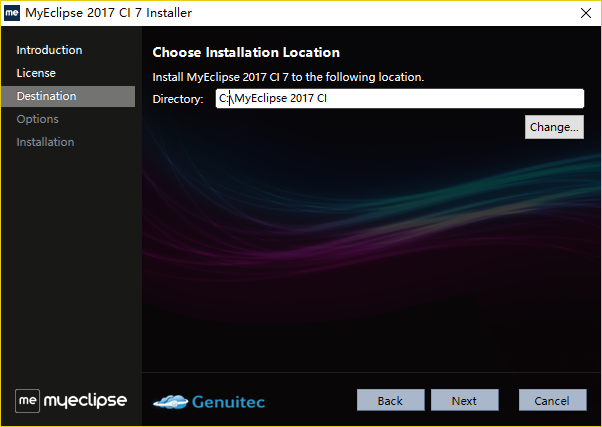 me MyEclipse 2017 CI 7 Installer
Introduction
License
Destination
Options
Installation
Choose Installation Location
Install MyEclipse 2017 CI 7 to the following location.
Directory: C:\MyEclipse 2017 CI
Change...
me myeclipse
Genuitec
Back Next Cancel